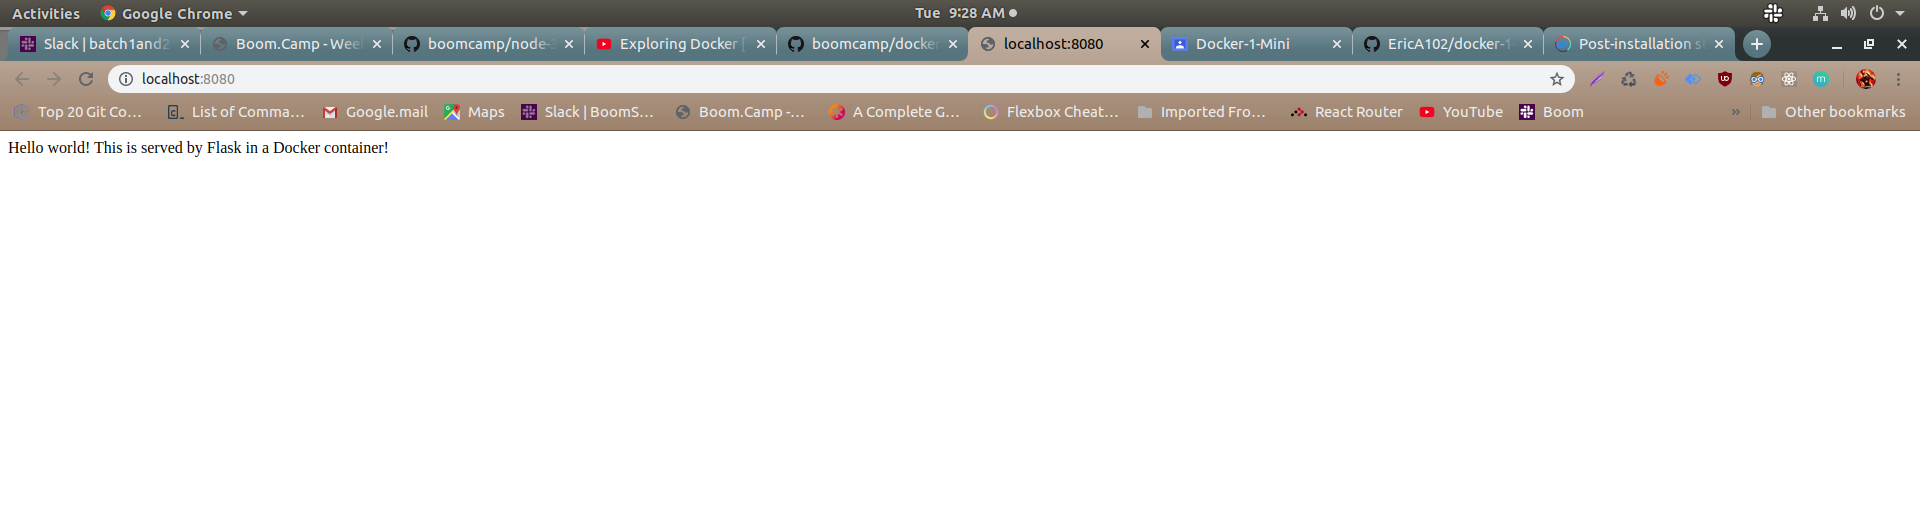 Activities Google Chrome Tue 9:28 AM
Slack | batch1and2 Boom.Camp - Week boomcamp/node-3 Exploring Docker [ boomcamp/docker localhost:8080 Docker-1-Mini EricA102/docker-1- Post-installation s
localhost:8080
Top 20 Git Co... List of Comma... Google.mail Maps Slack | BoomS... Boom.Camp -... A Complete G... Flexbox Cheat... Imported Fro... React Router YouTube Boom » Other bookmarks
Hello world! This is served by Flask in a Docker container!